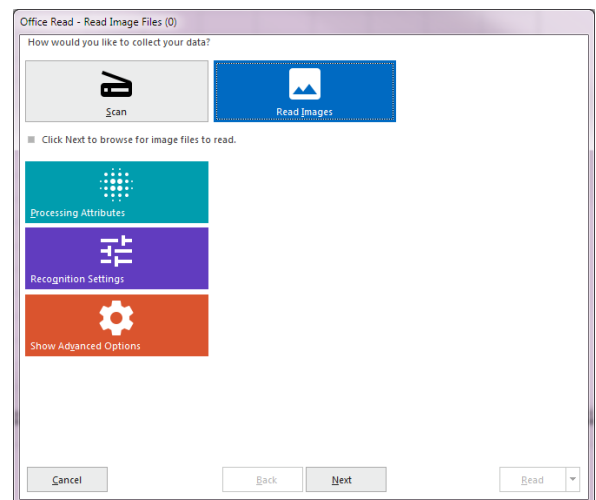 Office Read - Read Image Files (0)
How would you like to collect your data?
Scan
Read Images
Click Next to browse for image files to read.
Processing Attributes
Recognition Settings
Show Advanced Options
Cancel
Back
Next
Read